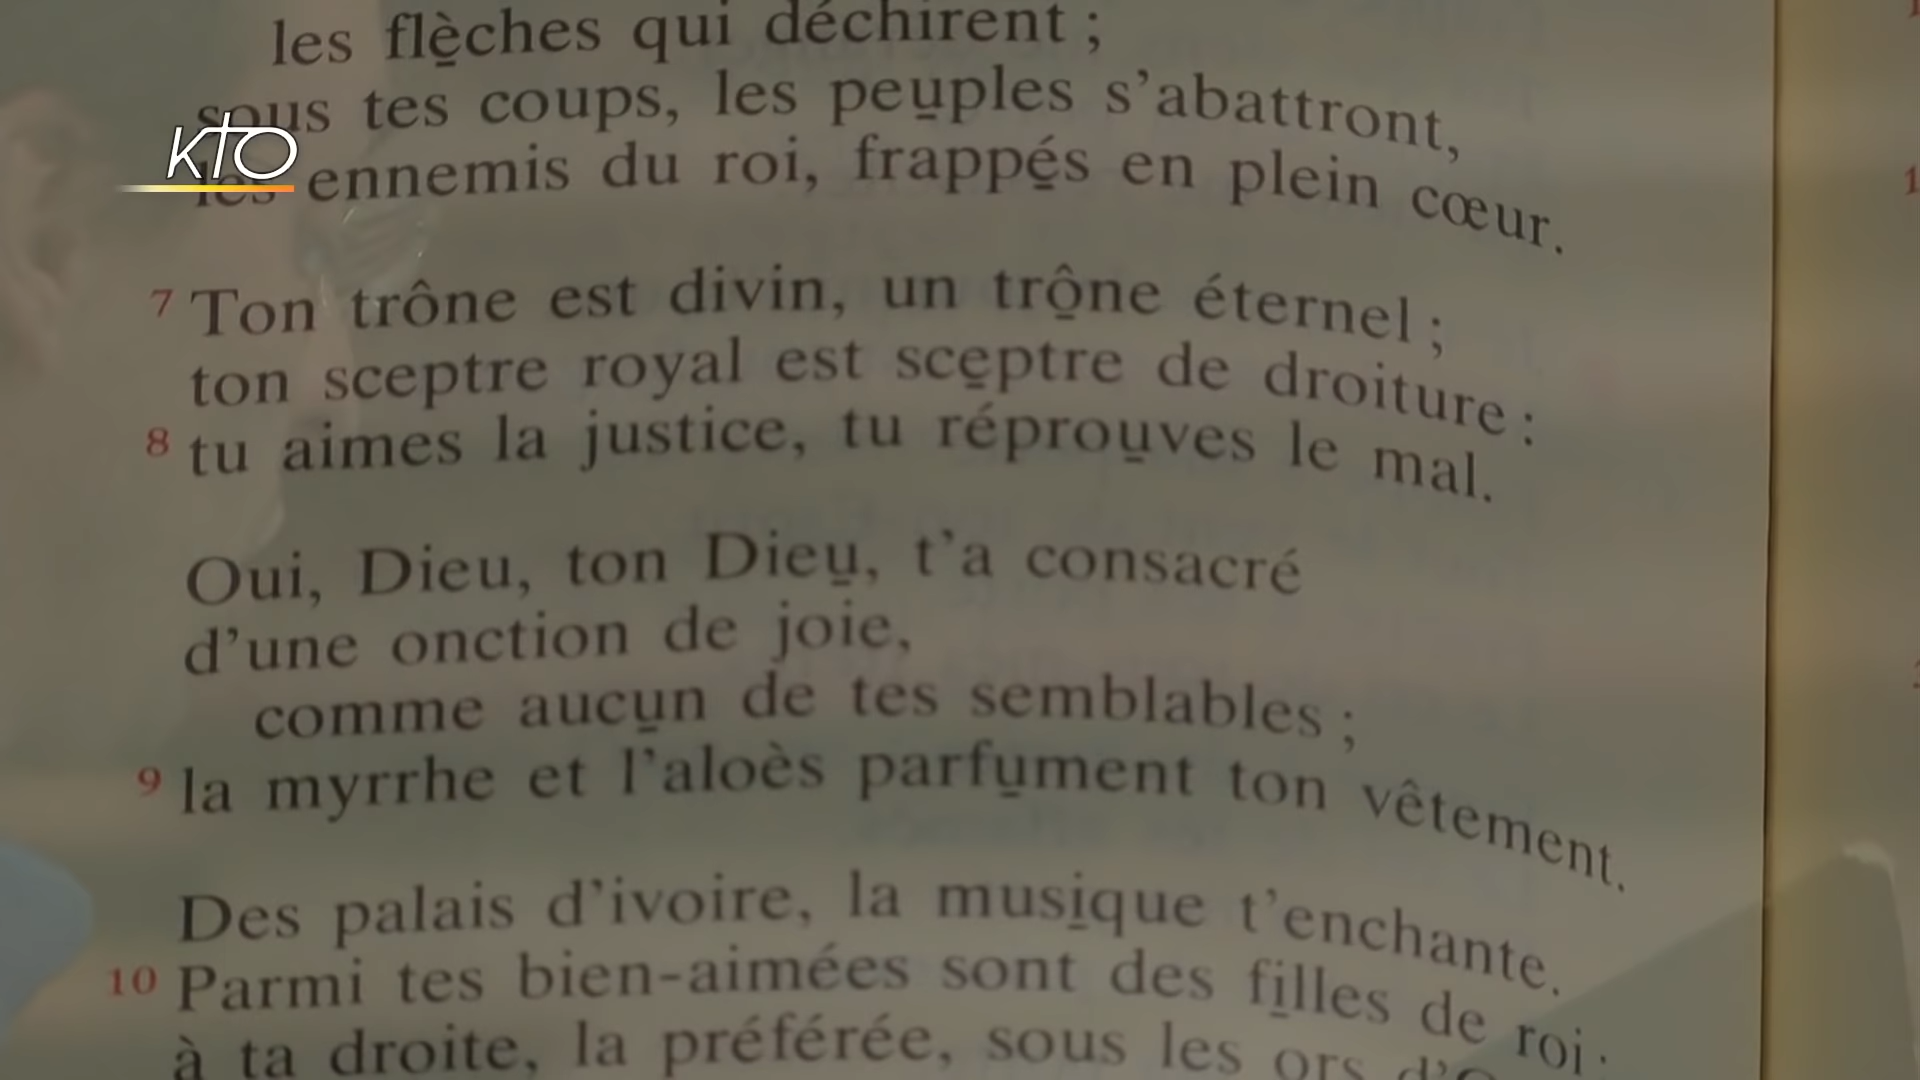 les flèches qui déchirent ;
sous tes coups, les peuples s’abattront,
les ennemis du roi, frappés en plein cœur.
KTO
7 Ton trône est divin, un trône éternel ;
ton sceptre royal est sceptre de droiture :
8 tu aimes la justice, tu réprouves le mal.
Oui, Dieu, ton Dieu, t’a consacré
d’une onction de joie,
comme aucun de tes semblables ;
9 la myrrhe et l’aloès parfument ton vêtement.
Des palais d’ivoire, la musique t’enchante.
10 Parmi tes bien-aimées sont des filles de roi ;
à ta droite, la préférée, sous les ors